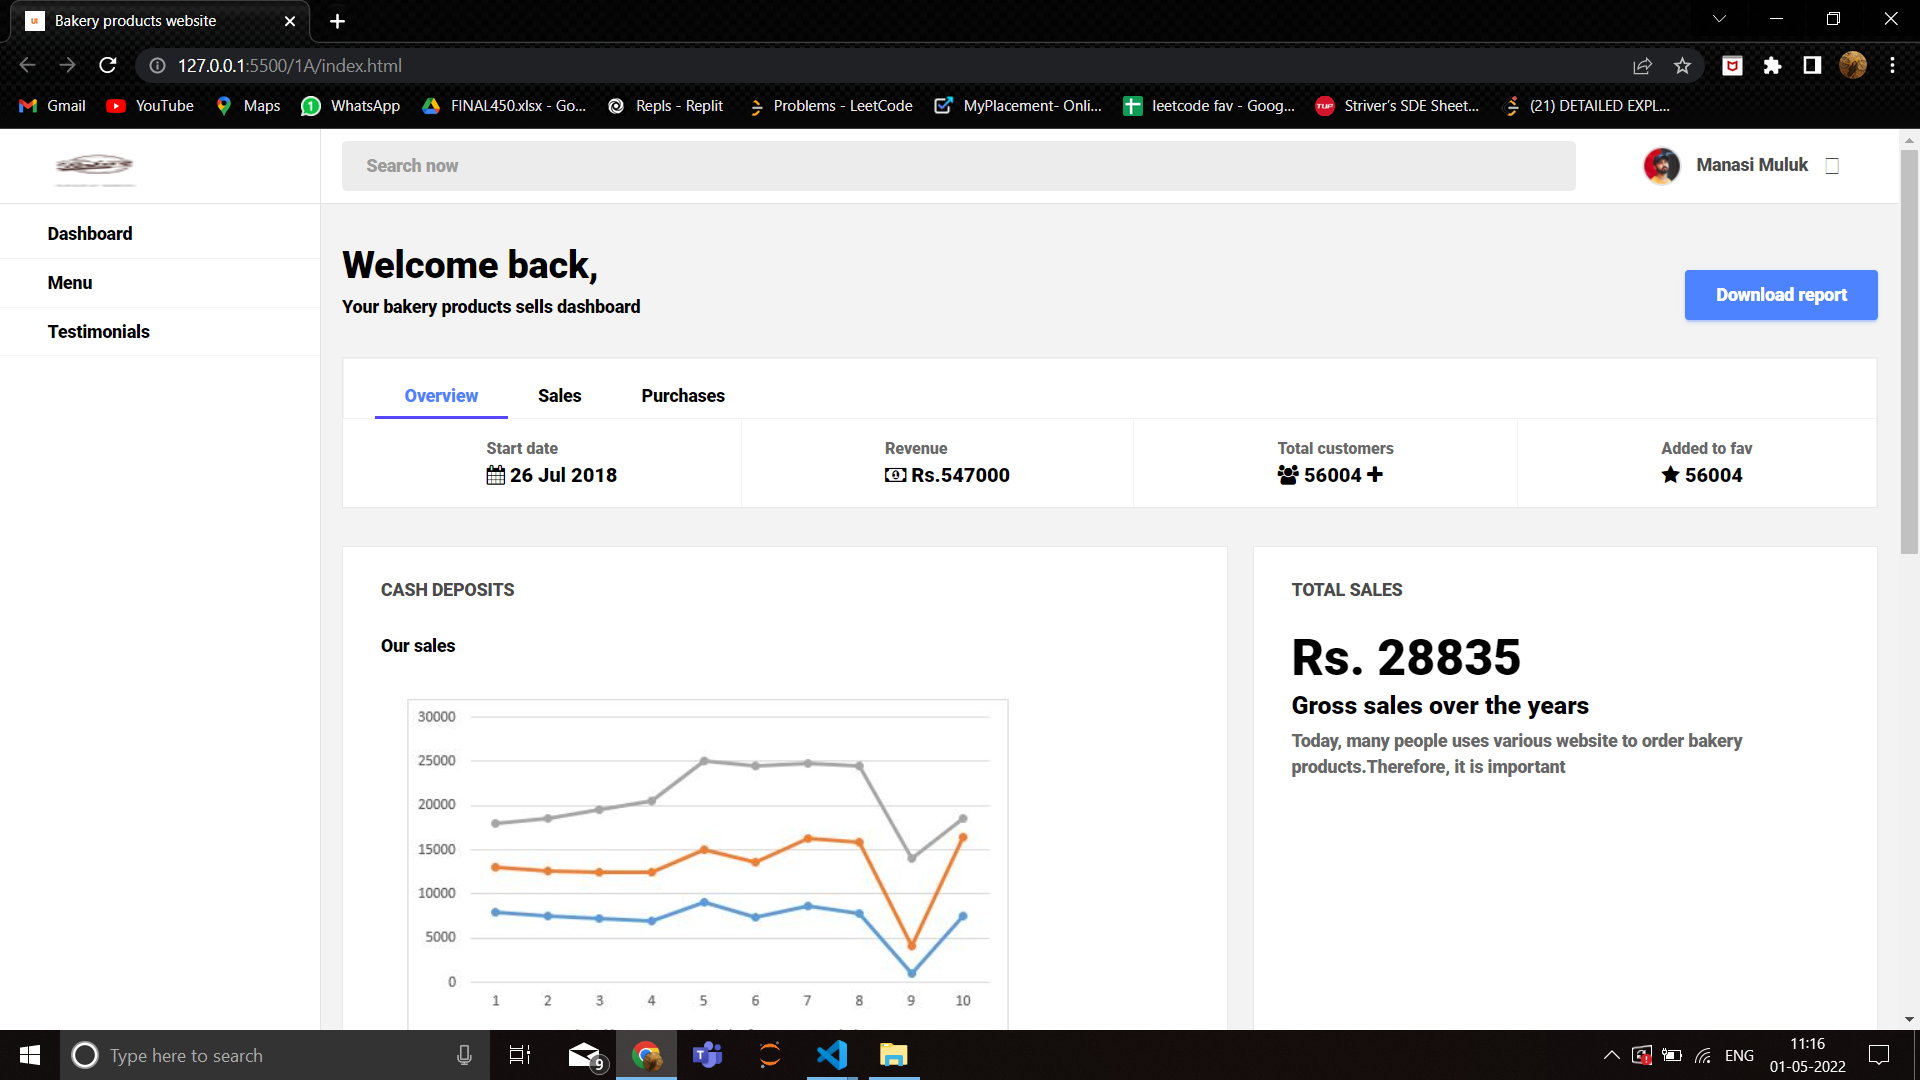 Bakery products website
127.0.0.1:5500/1A/index.html
Gmail YouTube Maps WhatsApp FINAL450.xlsx - Go... Repls - Replit Problems - LeetCode MyPlacement- Onli... leetcode fav - Goog... Striver's SDE Sheet... (21) DETAILED EXPL...
Search now
Manasi Muluk
Dashboard
Menu
Testimonials
Welcome back,
Your bakery products sells dashboard
Download report
Overview Sales Purchases
Start date
26 Jul 2018
Revenue
Rs.547000
Total customers
56004
Added to fav
56004
CASH DEPOSITS
Our sales
30000
25000
20000
15000
10000
5000
0
1 2 3 4 5 6 7 8 9 10
TOTAL SALES
Rs. 28835
Gross sales over the years
Today, many people uses various website to order bakery
products.Therefore, it is important
Type here to search
9
ENG
11:16
01-05-2022